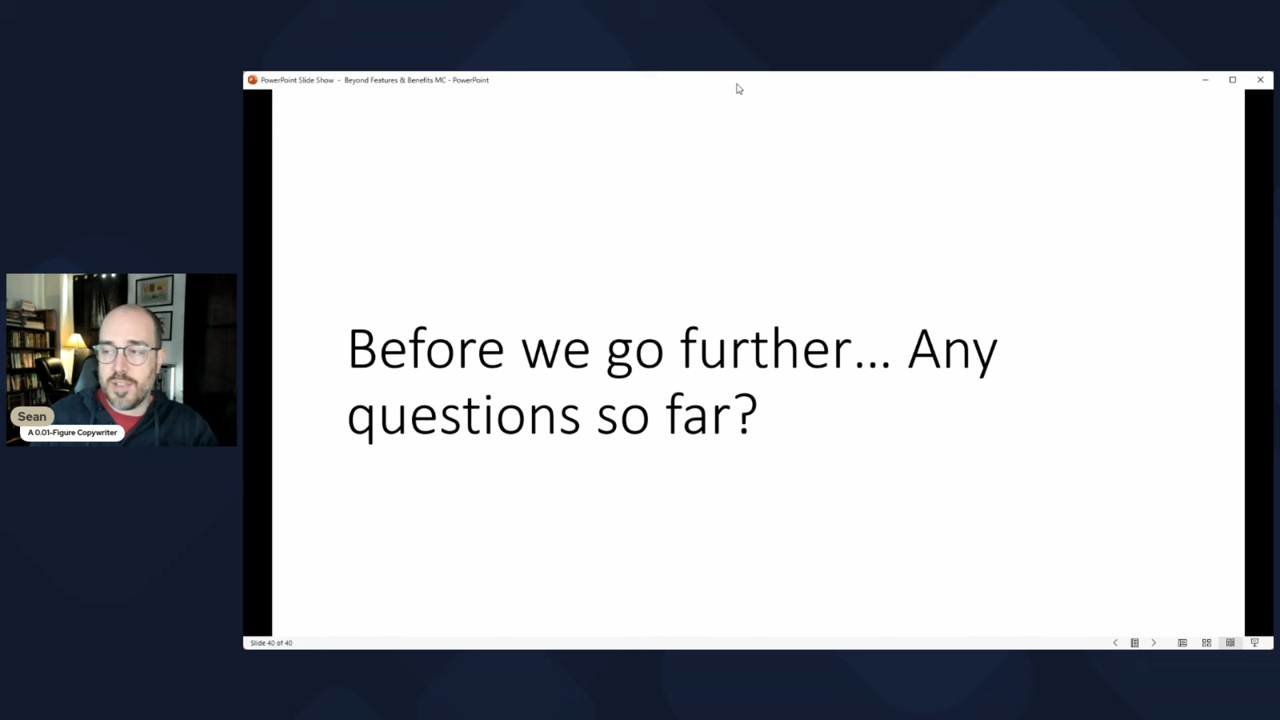 PowerPoint Slide Show - Beyond Features & Benefits MC - PowerPoint
Before we go further... Any
questions so far?
Sean
A 0.01-Figure Copywriter
Slide 40 of 40